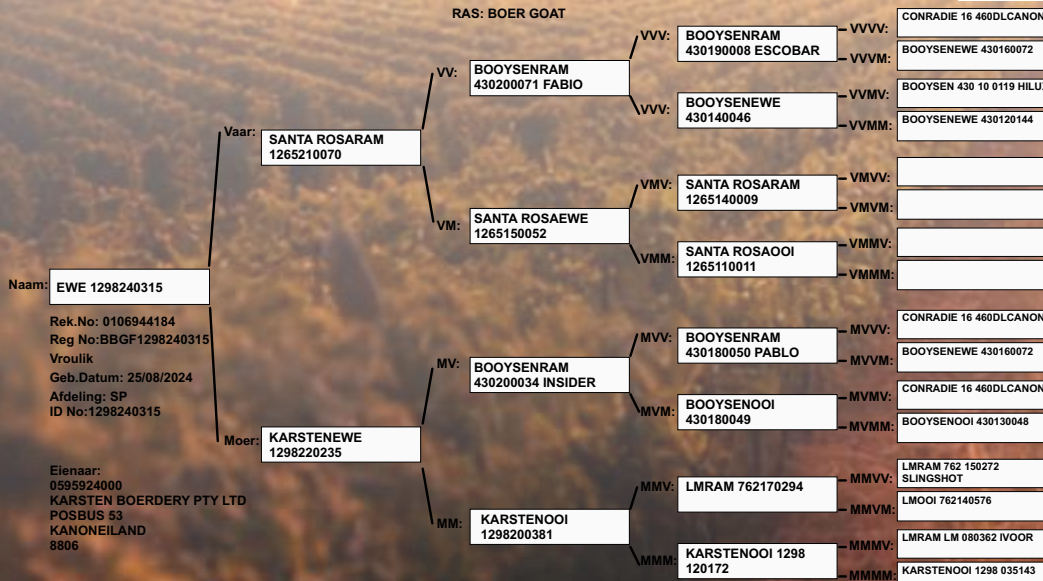 RAS: BOER GOAT
Naam:
EWE 1298240315
Rek.No: 0106944184
Reg No:BBGF1298240315
Vroulik
Geb.Datum: 25/08/2024
Afdeling: SP
ID No:1298240315
Eienaar:
0595924000
KARSTEN BOERDERY PTY LTD
POSBUS 53
KANONEILAND
8806
Vaar:
SANTA ROSARAM
1265210070
Moer:
KARSTENEWE
1298220235
VV:
BOOYSENRAM
430200071 FABIO
VM:
SANTA ROSAEWE
1265150052
MV:
BOOYSENRAM
430200034 INSIDER
MM:
KARSTENOOI
1298200381
VVV:
BOOYSENRAM
430190008 ESCOBAR
VVV:
BOOYSENEWE
430140046
VMV:
SANTA ROSARAM
1265140009
VMM:
SANTA ROSAOOI
1265110011
MVV:
BOOYSENRAM
430180050 PABLO
MVM:
BOOYSENOOI
430180049
MMV:
LMRAM 762170294
MMM:
KARSTENOOI 1298
120172
VVVV:
CONRADIE 16 460DLCANON
VVVM:
BOOYSENEWE 430160072
VVMV:
BOOYSEN 430 10 0119
VVMM:
BOOYSENEWE 430120144
VMVV:
VMVM:
VMMV:
VMMM:
MVVV:
CONRADIE 16 460DLCANON
MVVM:
BOOYSENEWE 430160072
MVMV:
CONRADIE 16 460DLCANON
MVMM:
BOOYSENOOI 430130048
MMVV:
LMRAM 762 150272
SLINGSHOT
MMVM:
LMOOI 762140576
MMMV:
LMRAM LM 080362 IVOOR
MMMM:
KARSTENOOI 1298 035143